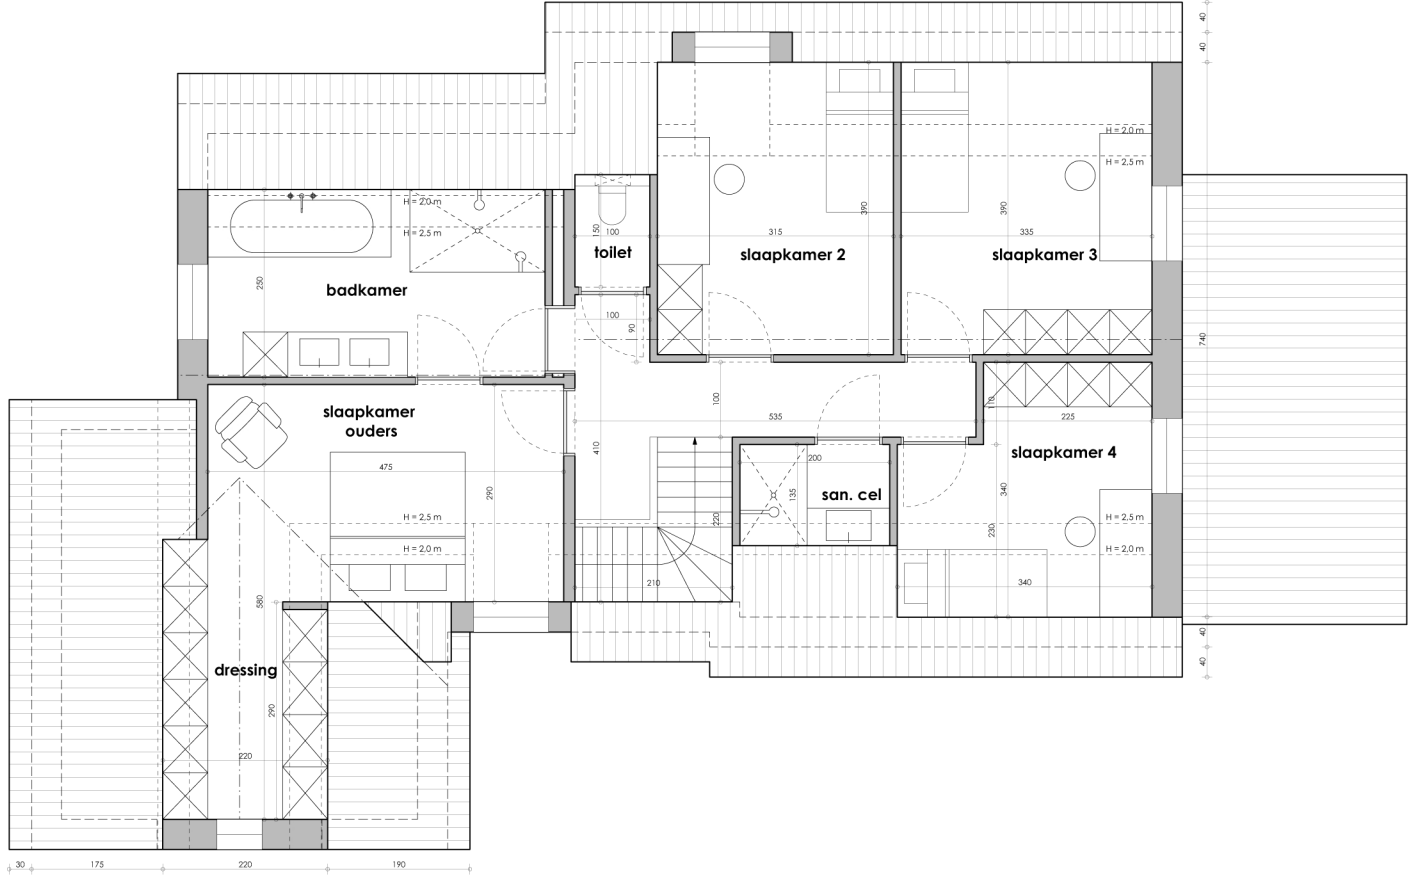 40
40
H = 2,0 m
H = 2,5 m
390
390
H = 2,0 m
H = 2,5 m
150
100
315
335
toilet
slaapkamer 2
slaapkamer 3
250
badkamer
100
90
740
slaapkamer
ouders
100
110
535
225
410
slaapkamer 4
475
200
san. cel
290
135
340
H = 2,5 m
220
H = 2,5 m
230
H = 2,0 m
H = 2,0 m
210
340
580
40
40
dressing
290
220
30
175
220
190